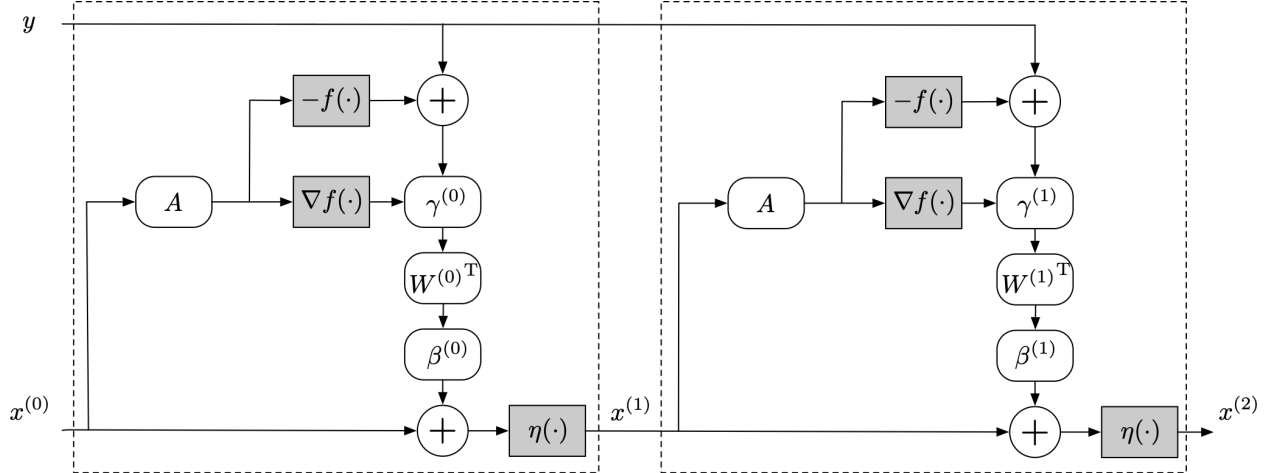 y
−f(·) + −f(·) +
A ∇f(·) γ⁽⁰⁾ A ∇f(·) γ⁽¹⁾
W⁽⁰⁾ᵀ W⁽¹⁾ᵀ
β⁽⁰⁾ β⁽¹⁾
x⁽⁰⁾ + η(·) x⁽¹⁾ + η(·) x⁽²⁾